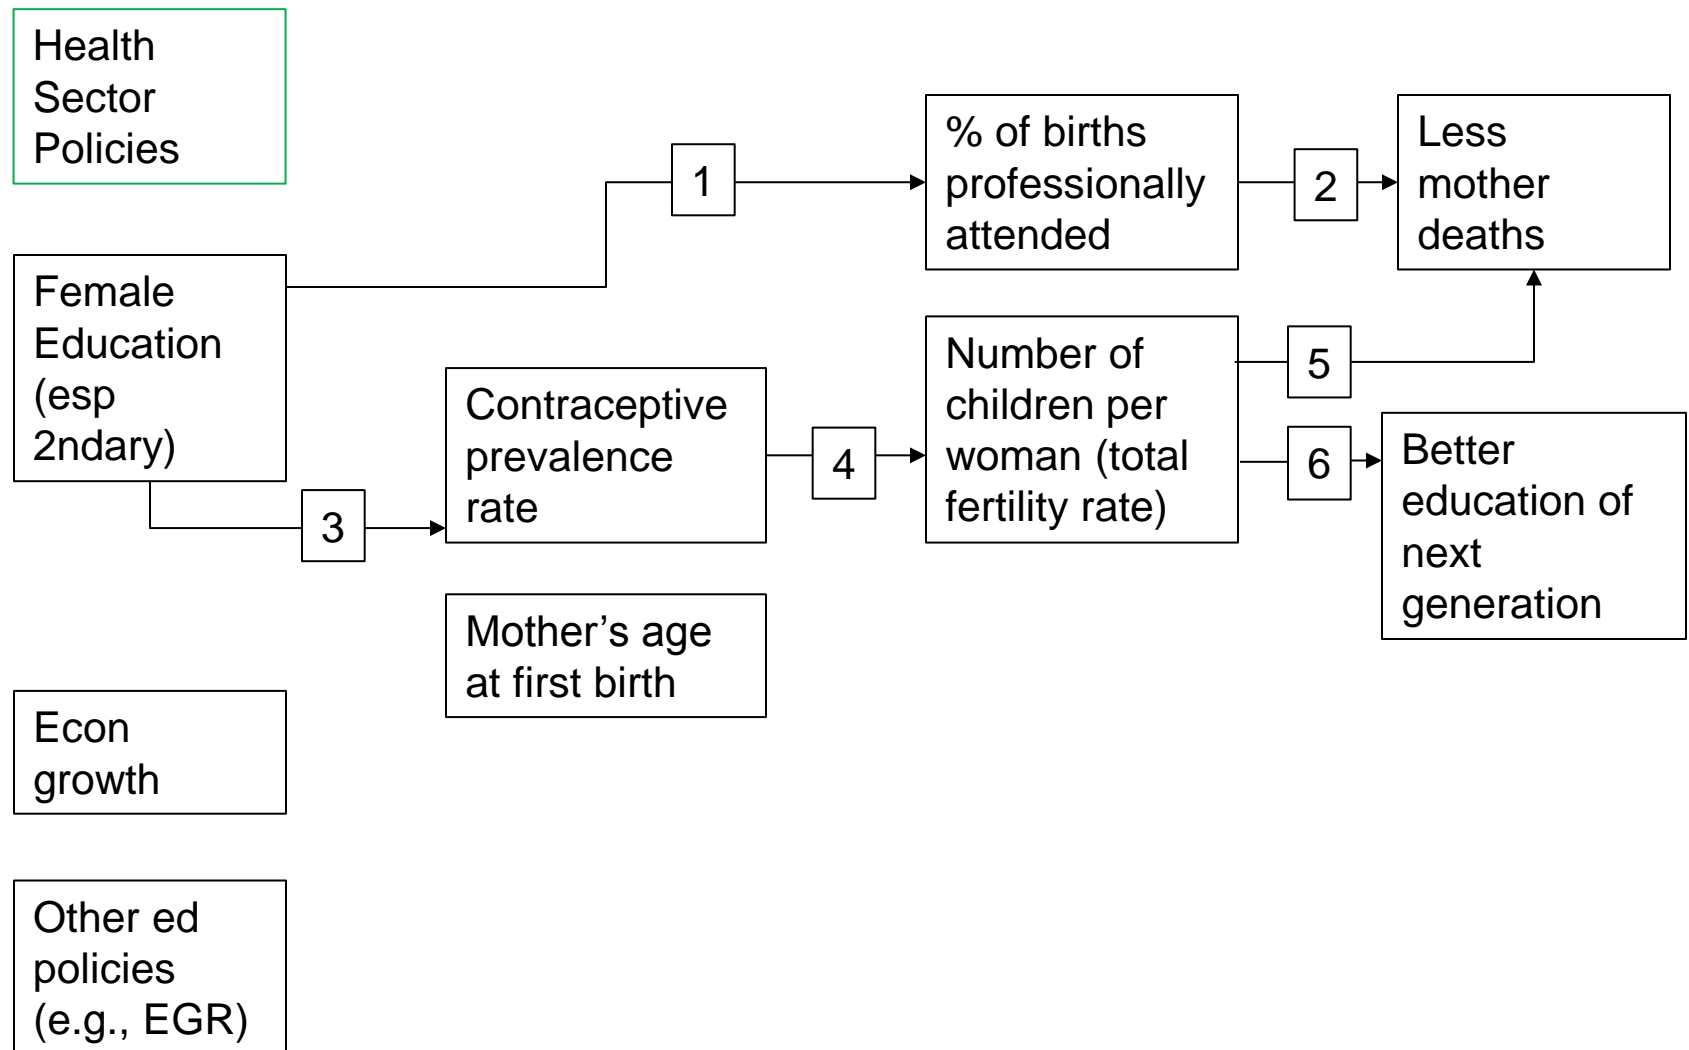 Health
Sector
Policies
1
% of births
professionally
attended
2
Less
mother
deaths
Female
Education
(esp
2ndary)
3
Contraceptive
prevalence
rate
4
Number of
children per
woman (total
fertility rate)
5
6
Better
education of
next
generation
Mother’s age
at first birth
Econ
growth
Other ed
policies
(e.g., EGR)